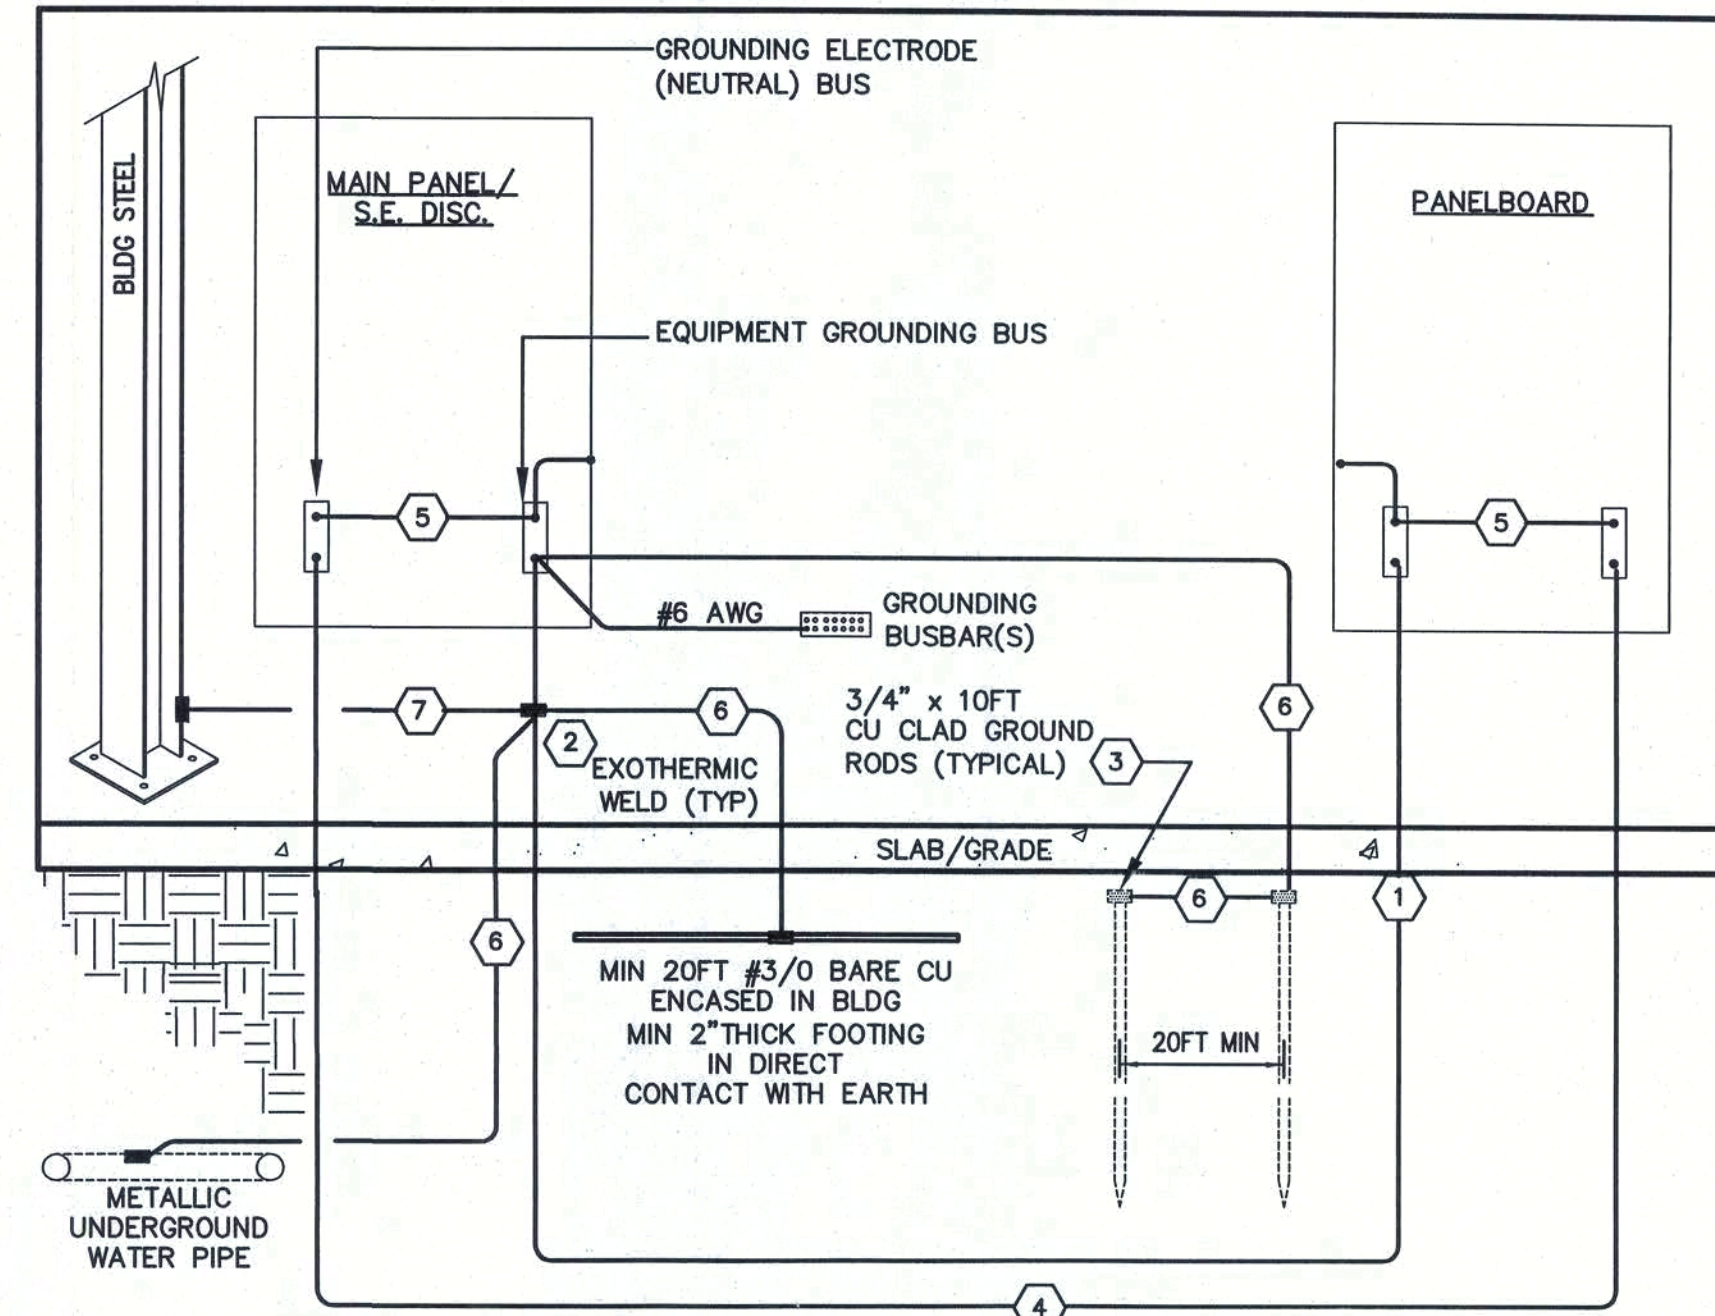 GROUNDING ELECTRODE
(NEUTRAL) BUS
BLDG STEEL
MAIN PANEL/
S.E. DISC.
PANELBOARD
EQUIPMENT GROUNDING BUS
5
5
#6 AWG
GROUNDING
BUSBAR(S)
7
6
6
2
EXOTHERMIC
WELD (TYP)
3/4" x 10FT
CU CLAD GROUND
RODS (TYPICAL)
3
SLAB/GRADE
6
1
6
MIN 20FT #3/0 BARE CU
ENCASED IN BLDG
MIN 2"THICK FOOTING
IN DIRECT
CONTACT WITH EARTH
20FT MIN
METALLIC
UNDERGROUND
WATER PIPE
4